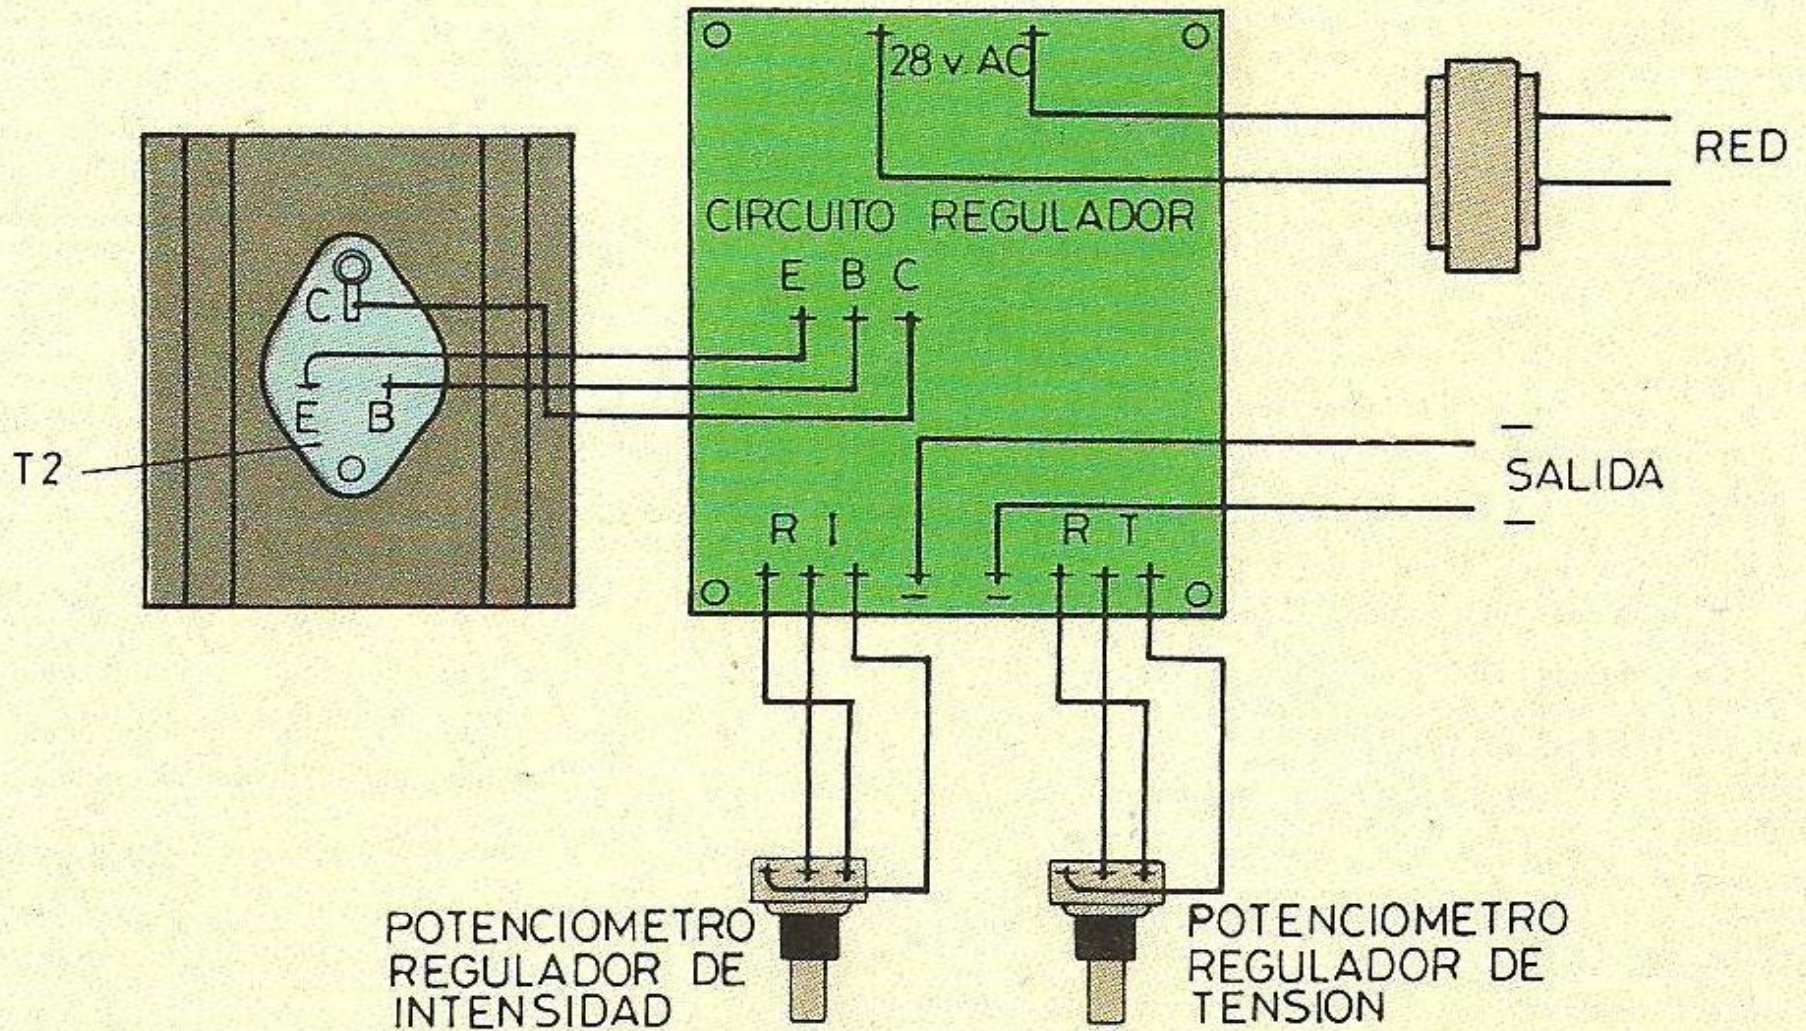 28 v AC
RED
CIRCUITO REGULADOR
E B C
C
E B
T2
—
SALIDA
—
R I
R T
+ + + + + + + +
— —
POTENCIOMETRO
REGULADOR DE
INTENSIDAD
POTENCIOMETRO
REGULADOR DE
TENSION